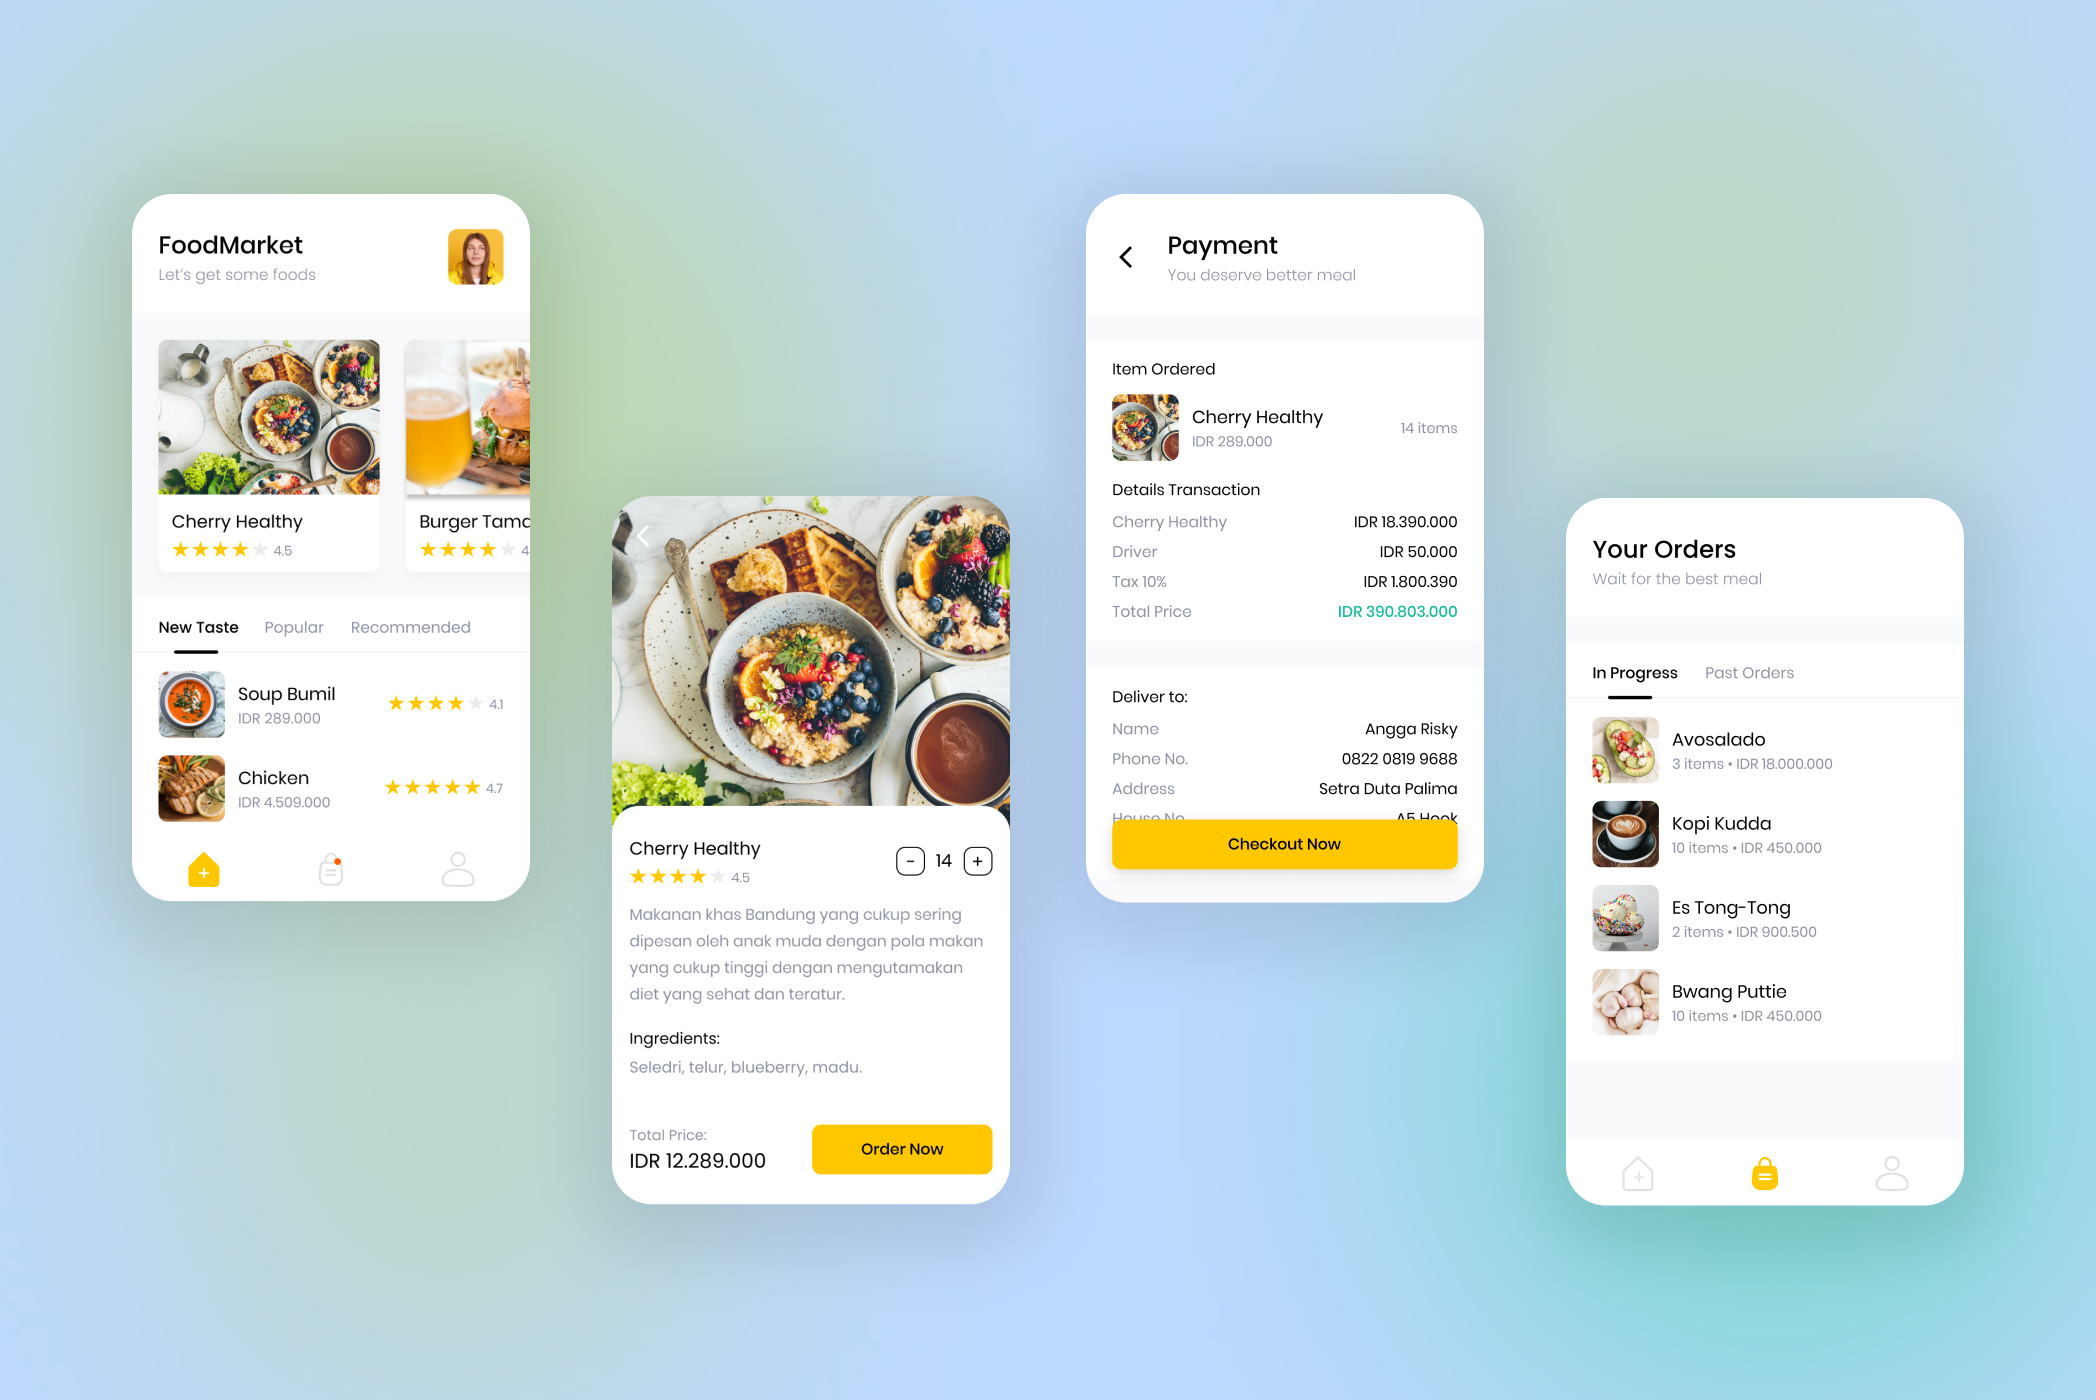 FoodMarket
Let's get some foods
Cherry Healthy
4.5
Burger Tama
4
New Taste Popular Recommended
Soup Bumil
IDR 289.000
4.1
Chicken
IDR 4.509.000
4.7
Cherry Healthy
4.5
- 14 +
Makanan khas Bandung yang cukup sering
dipesan oleh anak muda dengan pola makan
yang cukup tinggi dengan mengutamakan
diet yang sehat dan teratur.
Ingredients:
Seledri, telur, blueberry, madu.
Total Price:
IDR 12.289.000
Order Now
Payment
You deserve better meal
Item Ordered
Cherry Healthy
IDR 289.000
14 items
Details Transaction
Cherry Healthy IDR 18.390.000
Driver IDR 50.000
Tax 10% IDR 1.800.390
Total Price IDR 390.803.000
Deliver to:
Name Angga Risky
Phone No. 0822 0819 9688
Address Setra Duta Palima
House No. A5 Hook
Checkout Now
Your Orders
Wait for the best meal
In Progress Past Orders
Avosalado
3 items • IDR 18.000.000
Kopi Kudda
10 items • IDR 450.000
Es Tong-Tong
2 items • IDR 900.500
Bwang Puttie
10 items • IDR 450.000